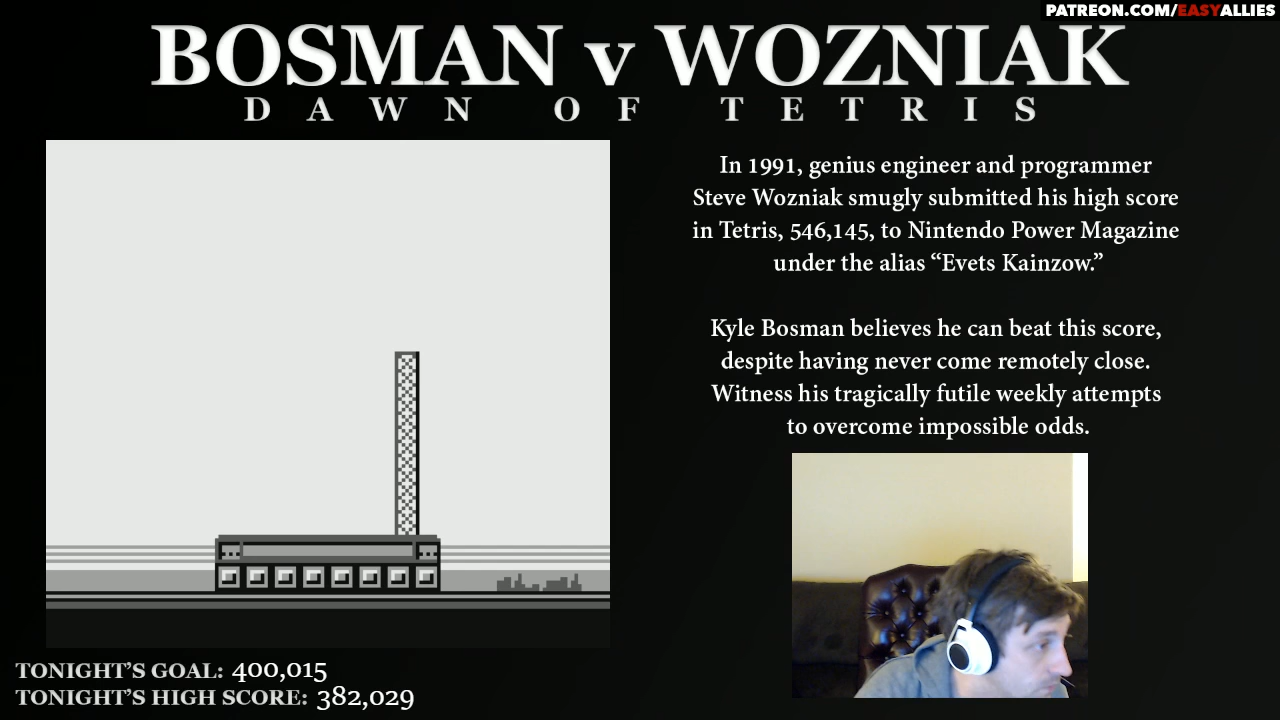 PATREON.COM/EASYALLIES
BOSMAN v WOZNIAK
DAWN OF TETRIS
In 1991, genius engineer and programmer
Steve Wozniak smugly submitted his high score
in Tetris, 546,145, to Nintendo Power Magazine
under the alias “Evets Kainzow.”
Kyle Bosman believes he can beat this score,
despite having never come remotely close.
Witness his tragically futile weekly attempts
to overcome impossible odds.
TONIGHT’S GOAL: 400,015
TONIGHT’S HIGH SCORE: 382,029